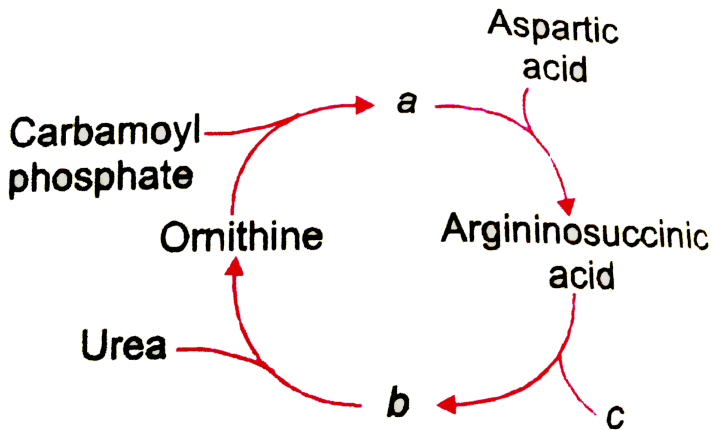 Aspartic
acid
a
Carbamoyl
phosphate
Ornithine
Argininosuccinic
acid
Urea
b
c